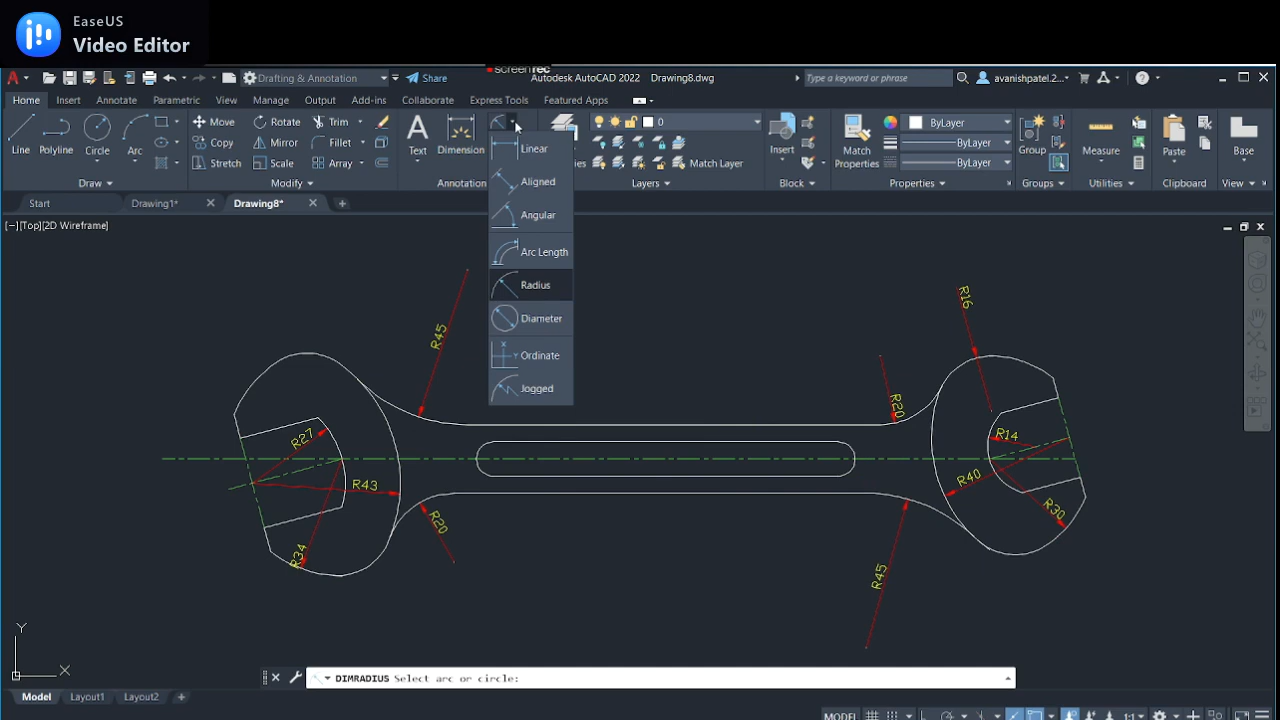 EaseUS
Video Editor
screenrec
Drafting & Annotation
Share
Autodesk AutoCAD 2022 Drawing8.dwg
Type a keyword or phrase
avanishpatel.2...
Home Insert Annotate Parametric View Manage Output Add-ins Collaborate Express Tools Featured Apps
Line Polyline Circle Arc
Move Rotate Trim
Copy Mirror Fillet
Stretch Scale Array
Text Dimension
0
Match Layer
Insert
Match Properties
ByLayer
ByLayer
ByLayer
Group
Measure
Paste
Base
Draw Modify Annotation Layers Block Properties Groups Utilities Clipboard View
Start Drawing1* Drawing8*
[−][Top][2D Wireframe]
Linear
Aligned
Angular
Arc Length
Radius
Diameter
Ordinate
Jogged
R45
R16
R20
R27
R14
R43
R40
R20
R30
R34
R45
Y
X
DIMRADIUS Select arc or circle:
Model Layout1 Layout2
MODEL
1:1